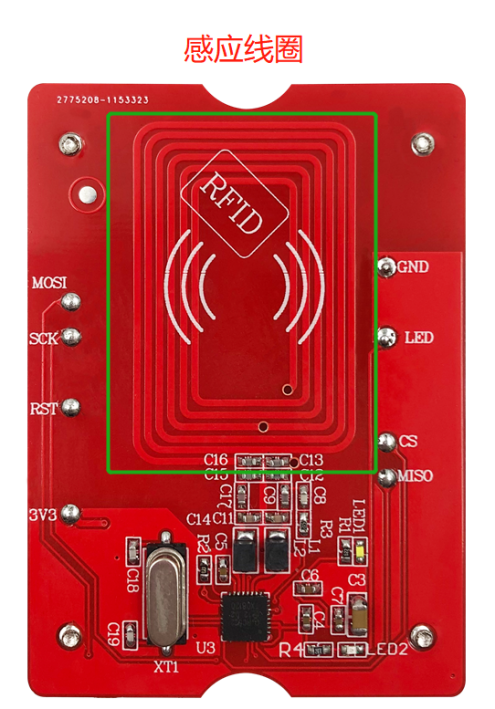 感应线圈
2775208-1153323
RFID
GND
MOSI
SCK
LED
RST
CS
MISO
3V3
C16 C13
C15 C12
C17 C9 C8
C14 C11
R2 C5 L2 L1 R3 R1 LED1
C18
C6
C3
C7
C4
C19
U3
R4 LED2
XT1